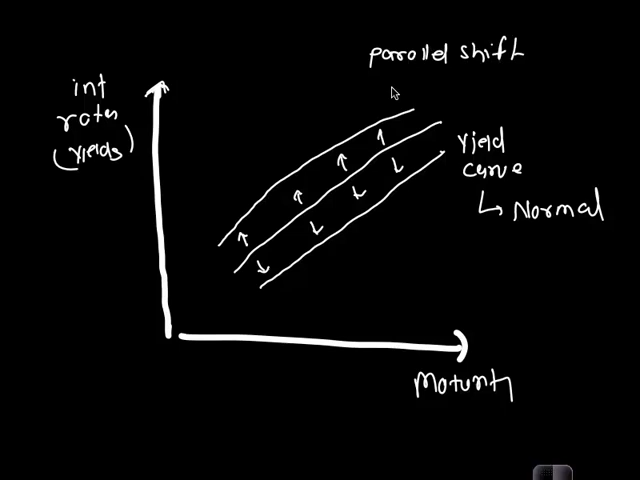 parallel shift
int
rates
(yields)
Yield
curve
Normal
Maturity